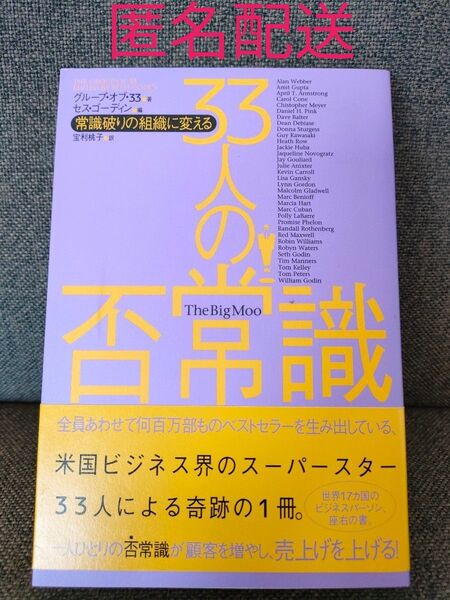 匿名配送
THE GROUP OF 33
グループ・オブ・33 著
セス・ゴーディン 編
常識破りの組織に変える
宝利桃子 訳
33人の
否常識
The Big Moo
Alan Webber
Amit Gupta
April T. Armstrong
Carol Cone
Chistopher Meyer
Daniel H. Pink
Dave Balter
Dean Debiase
Donna Sturgess
Guy Kawasaki
Heath Row
Jackie Huba
Jaqueline Novogratz
Jay Gouliard
Julie Anixter
Kevin Carroll
Lisa Gansky
Lynn Gordon
Malcolm Gladwell
Marc Benioff
Marcia Hart
Marc Cuban
Polly LaBarre
Promise Phelon
Randall Rothenberg
Red Maxwell
Robin Williams
Robyn Waters
Seth Godin
Tim Manners
Tom Kelley
Tom Peters
William Godin
全員あわせて何百万部ものベストセラーを生み出している、
米国ビジネス界のスーパースター
33人による奇跡の1冊。
世界17カ国の
ビジネスパーソン、
座右の書。
一人ひとりの否常識が顧客を増やし、売上げを上げる!